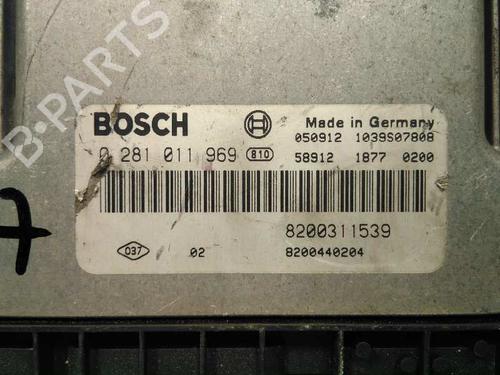 B-PARTS
BOSCH
Made in Germany
050912 1039S07808
0 281 011 969 810
58912 1877 0200
8200311539
037 02 8200440204
7